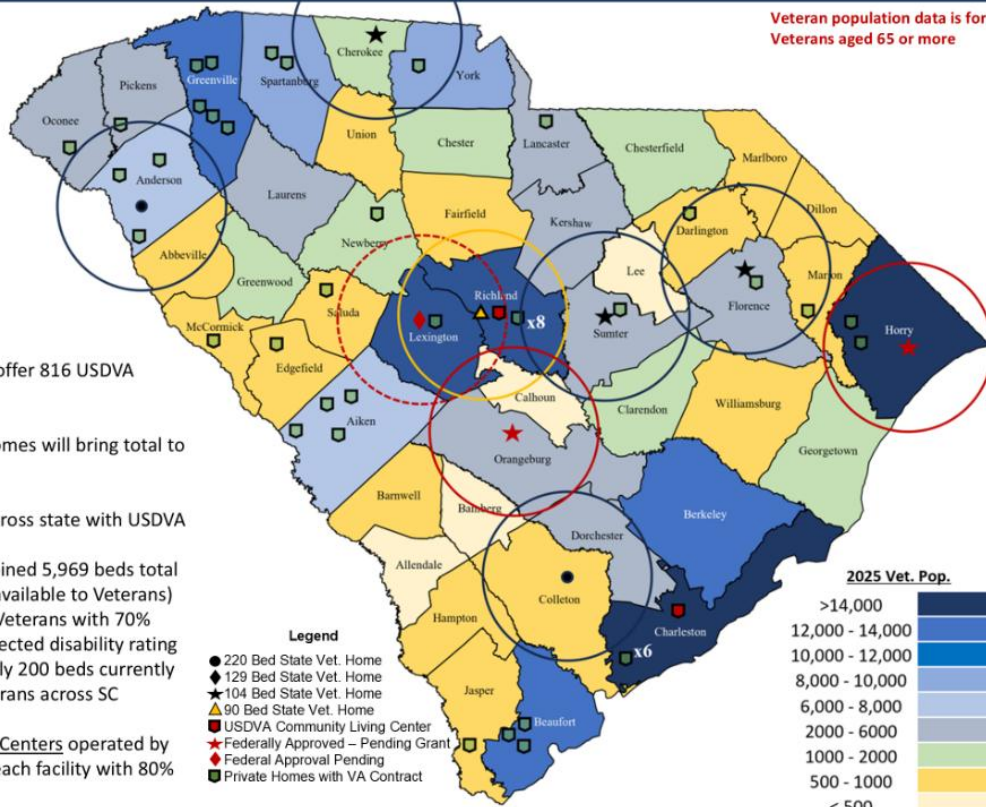 Veteran population data is for
Veterans aged 65 or more
Cherokee
York
Greenville
Spartanburg
Pickens
Oconee
Union
Chester
Lancaster
Chesterfield
Marlboro
Anderson
Laurens
Fairfield
Kershaw
Darlington
Dillon
Newberry
Abbeville
Greenwood
Lee
Marion
Florence
Richland
x8
Sumter
Horry
Saluda
McCormick
Lexington
Edgefield
Calhoun
Clarendon
Williamsburg
Aiken
Georgetown
Orangeburg
Barnwell
Bamberg
Berkeley
Dorchester
Allendale
Colleton
Hampton
Charleston
x6
Jasper
Beaufort
offer 816 USDVA
omes will bring total to
ross state with USDVA
ined 5,969 beds total
vailable to Veterans)
Veterans with 70%
ected disability rating
ly 200 beds currently
rans across SC
Centers operated by
each facility with 80%
Legend
220 Bed State Vet. Home
129 Bed State Vet. Home
104 Bed State Vet. Home
90 Bed State Vet. Home
USDVA Community Living Center
Federally Approved – Pending Grant
Federal Approval Pending
Private Homes with VA Contract
2025 Vet. Pop.
>14,000
12,000 - 14,000
10,000 - 12,000
8,000 - 10,000
6,000 - 8,000
2000 - 6000
1000 - 2000
500 - 1000
< 500